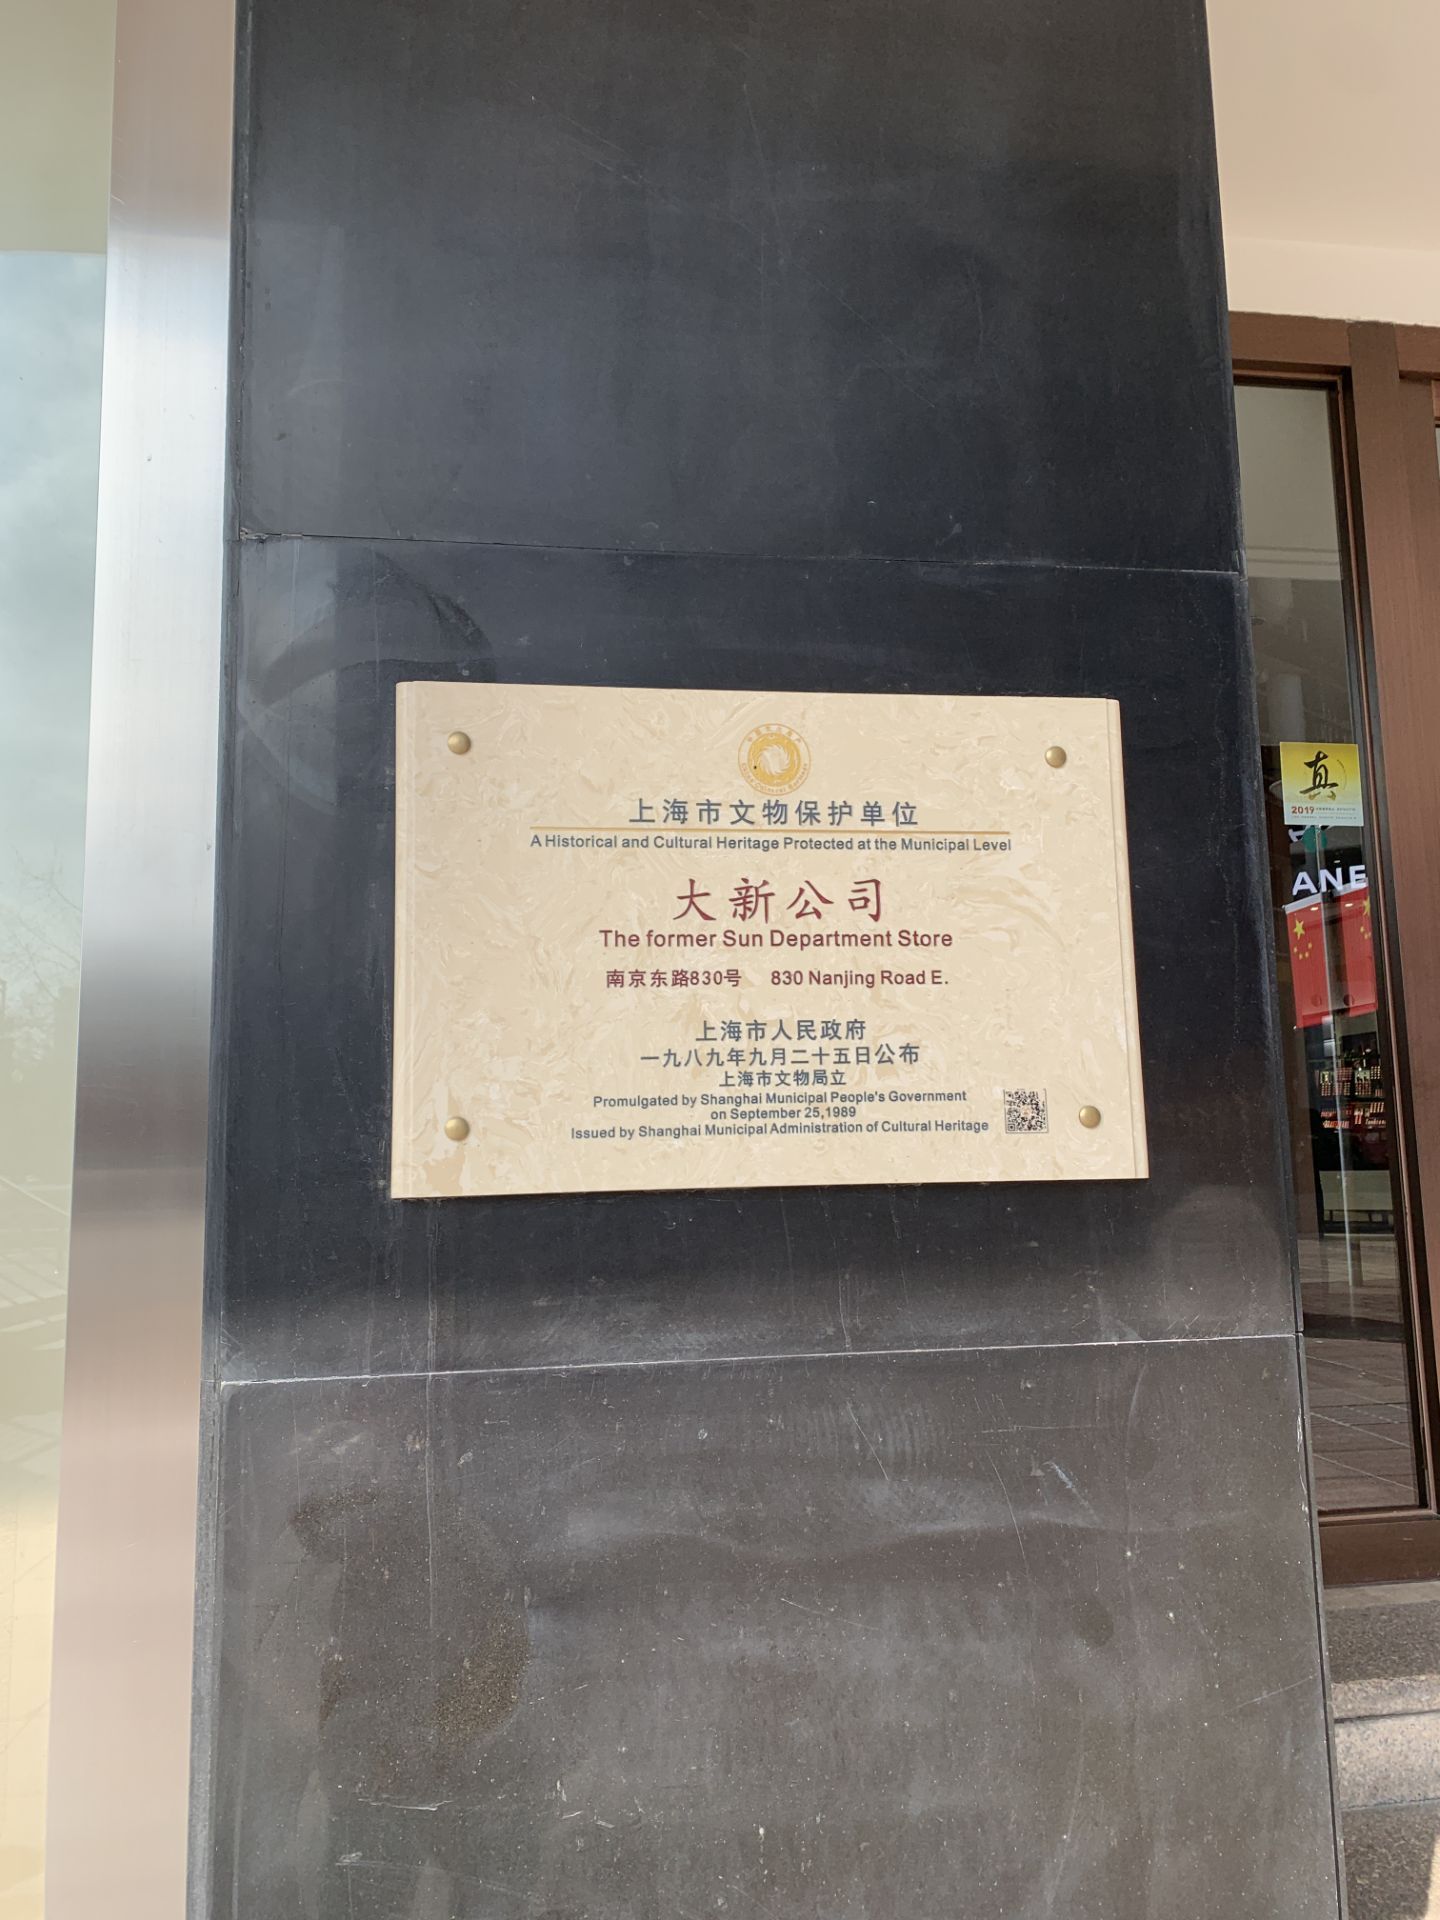 上海市文物保护单位
A Historical and Cultural Heritage Protected at the Municipal Level
大新公司
The former Sun Department Store
南京东路830号 830 Nanjing Road E.
上海市人民政府
一九八九年九月二十五日公布
上海市文物局立
Promulgated by Shanghai Municipal People's Government
on September 25,1989
Issued by Shanghai Municipal Administration of Cultural Heritage
真
2019
ANE